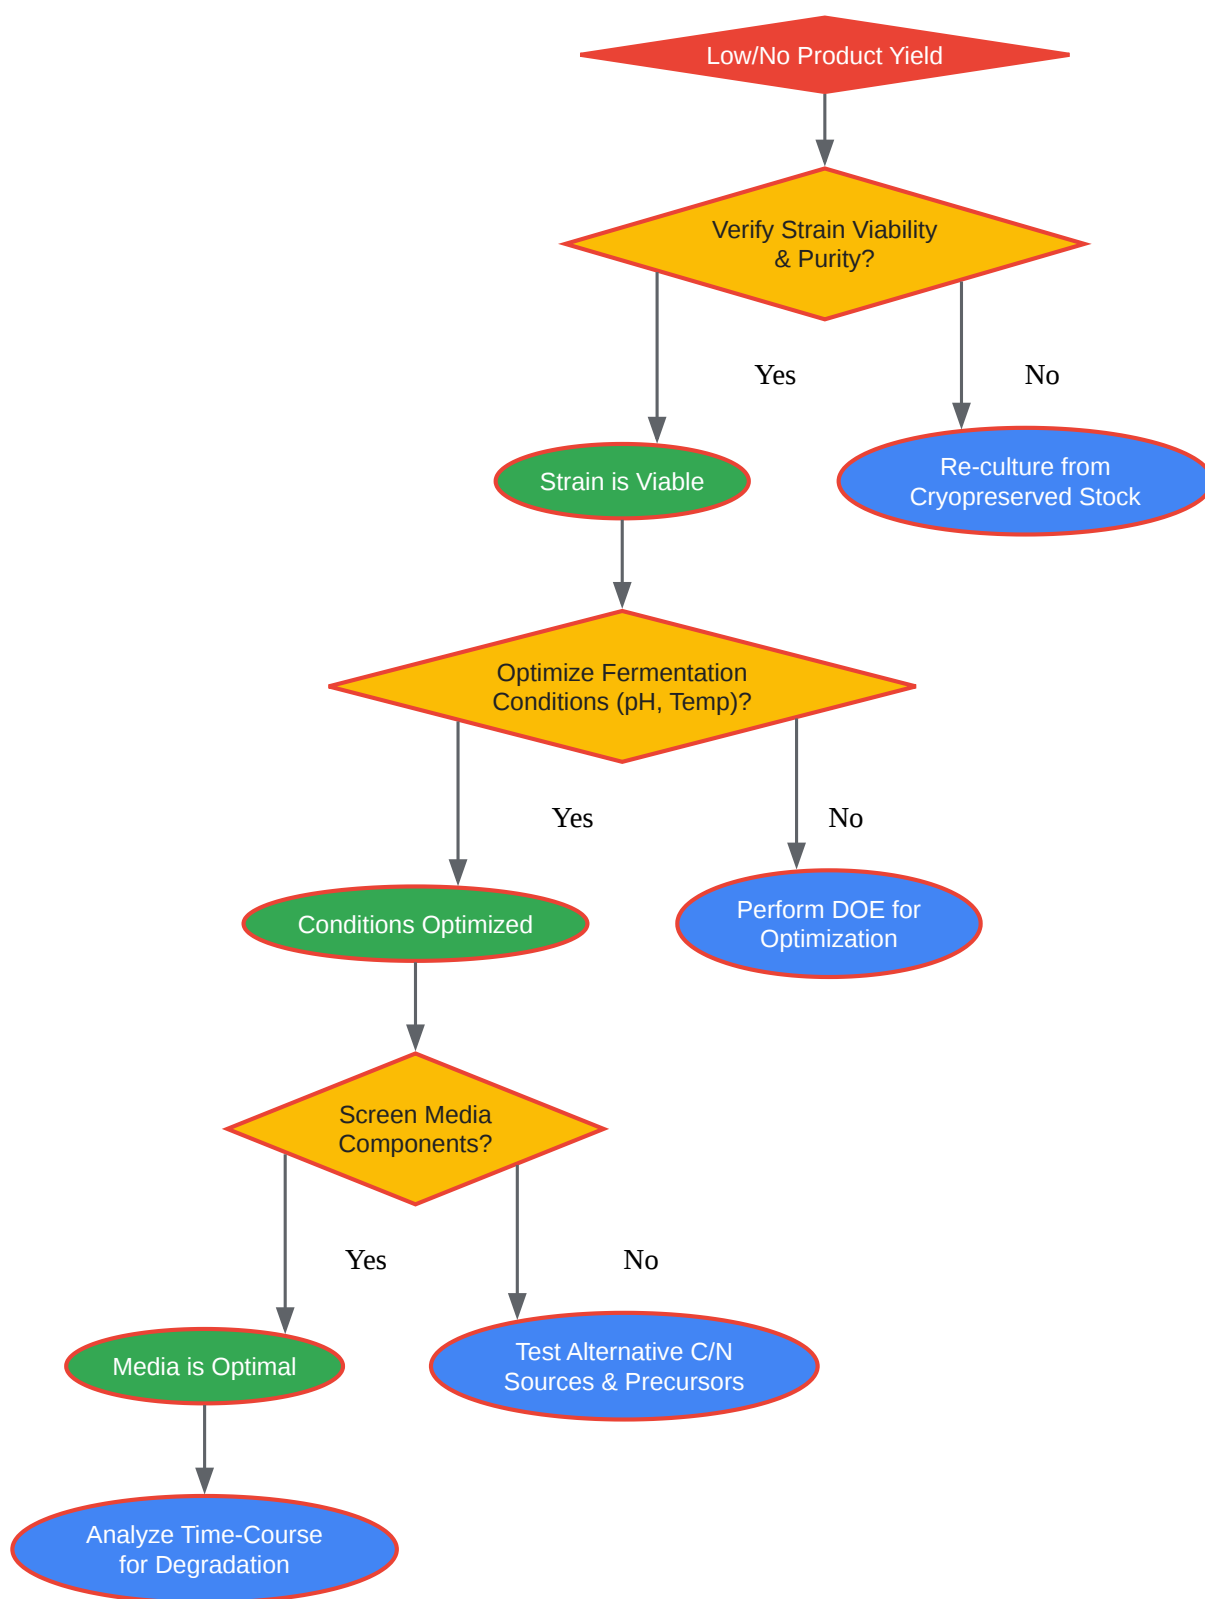 Low/No Product Yield
Verify Strain Viability
& Purity?
Yes
No
Strain is Viable
Re-culture from
Cryopreserved Stock
Optimize Fermentation
Conditions (pH, Temp)?
Yes
No
Conditions Optimized
Perform DOE for
Optimization
Screen Media
Components?
Yes
No
Media is Optimal
Test Alternative C/N
Sources & Precursors
Analyze Time-Course
for Degradation